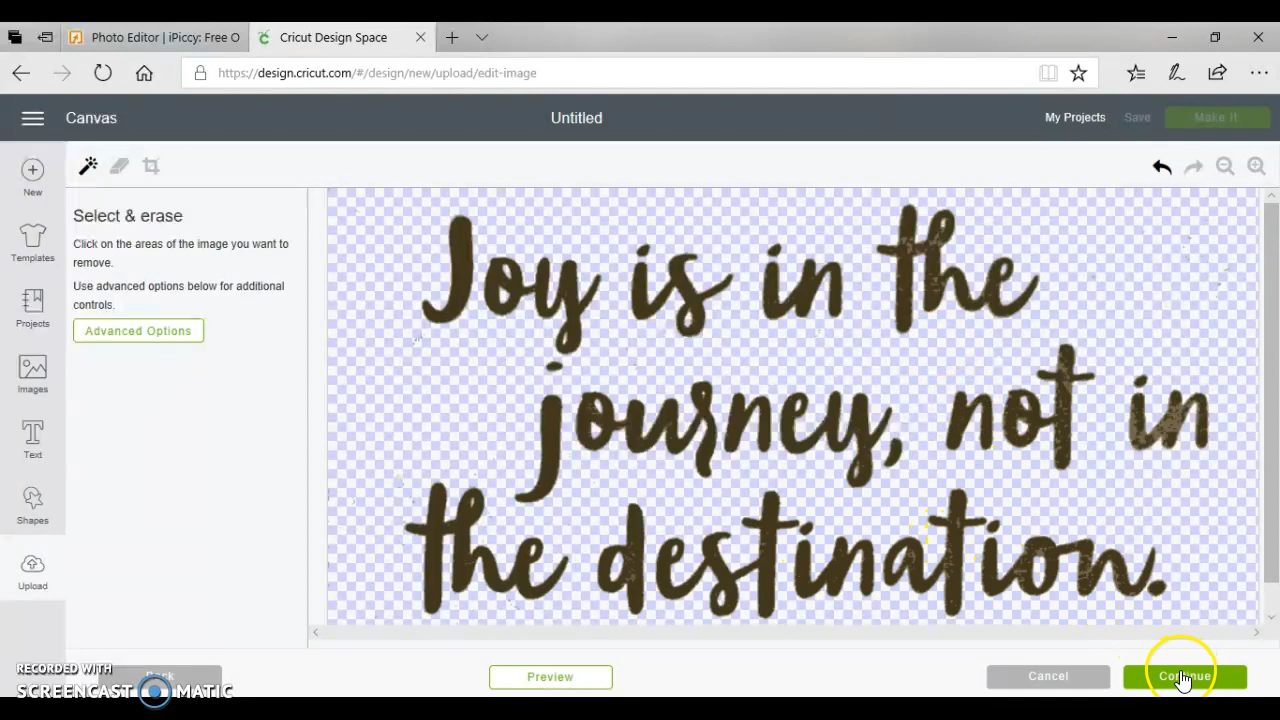 Photo Editor | iPiccy: Free O
Cricut Design Space
https://design.cricut.com/#/design/new/upload/edit-image
Canvas
Untitled
My Projects
Save
Make It
New
Templates
Projects
Images
Text
Shapes
Upload
Select & erase
Click on the areas of the image you want to
remove.
Use advanced options below for additional
controls.
Advanced Options
Joy is in the
journey, not in
the destination.
Back
Preview
Cancel
Continue
RECORDED WITH
SCREENCAST MATIC